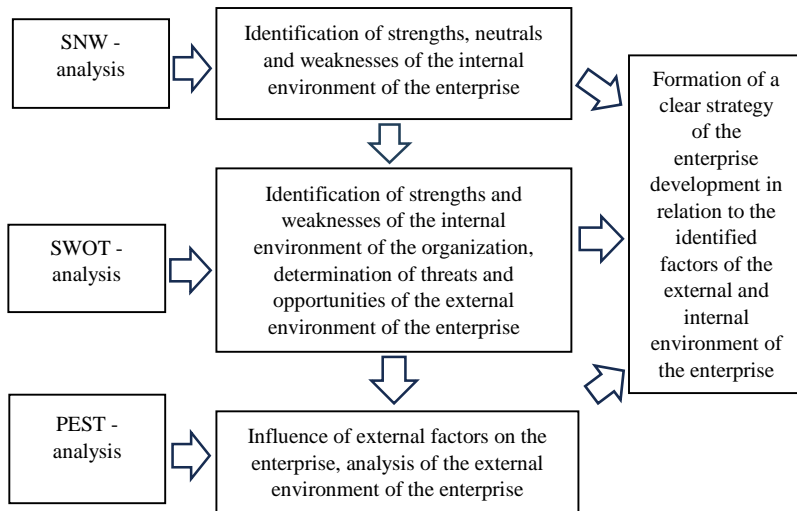 SNW -
analysis
Identification of strengths, neutrals
and weaknesses of the internal
environment of the enterprise
Formation of a
clear strategy
of the
enterprise
development in
relation to the
identified
factors of the
external and
internal
environment of
the enterprise
SWOT -
analysis
Identification of strengths and
weaknesses of the internal
environment of the organization,
determination of threats and
opportunities of the external
environment of the enterprise
PEST -
analysis
Influence of external factors on the
enterprise, analysis of the external
environment of the enterprise